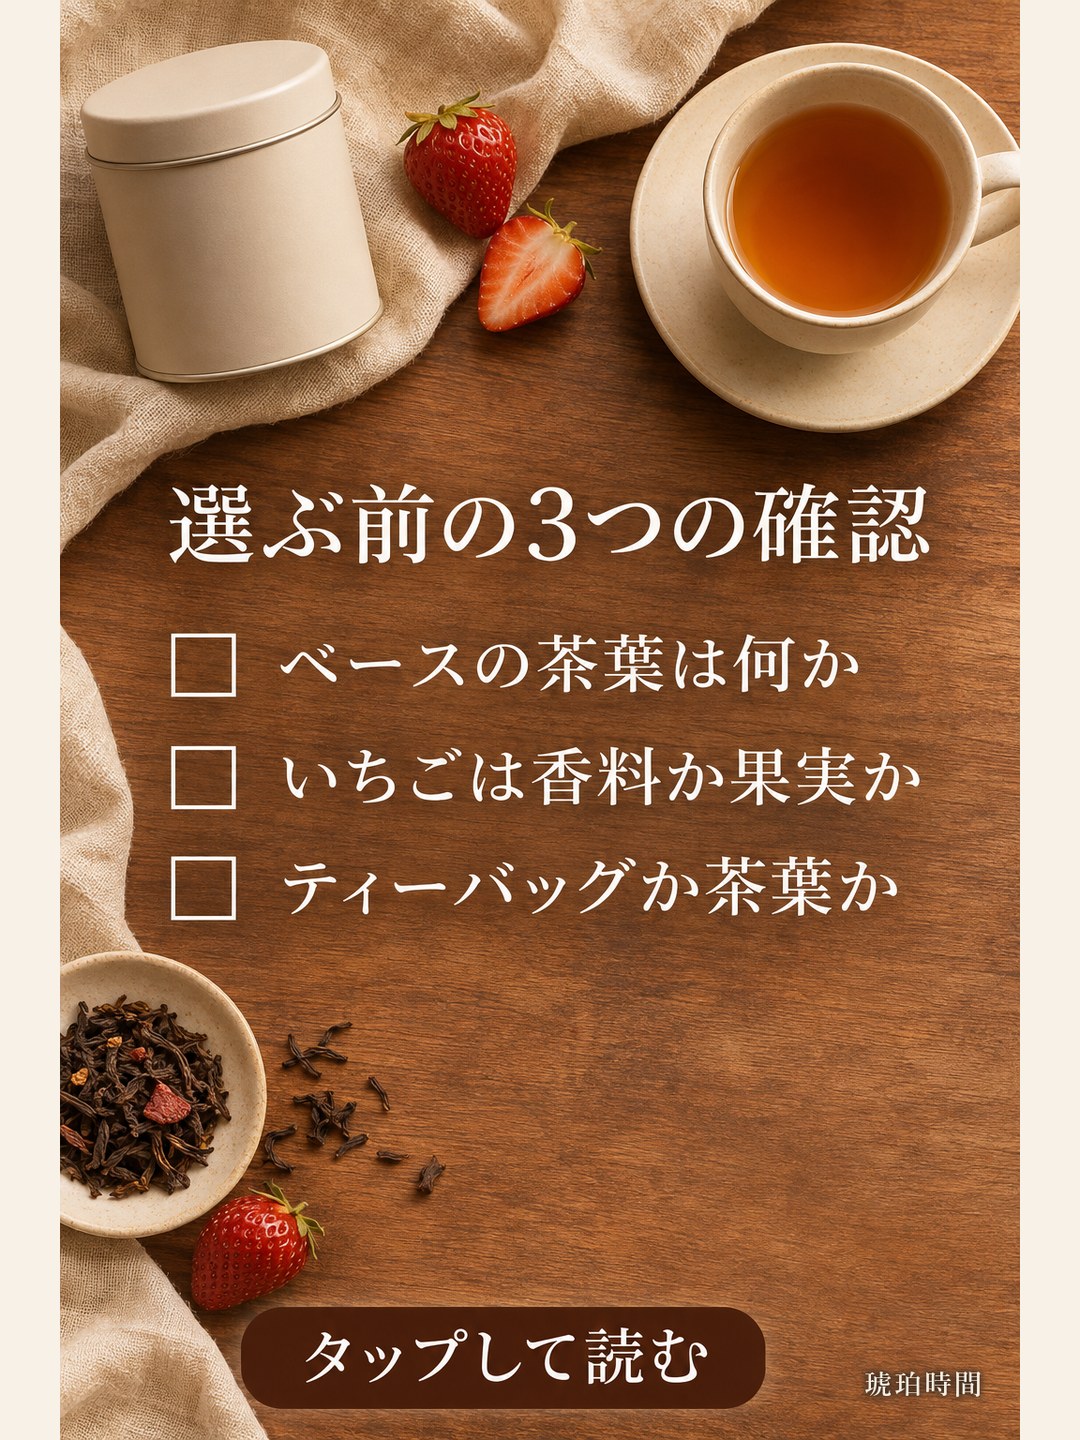 選ぶ前の3つの確認
ベースの茶葉は何か
いちごは香料か果実か
ティーバッグか茶葉か
タップして読む
琥珀時間